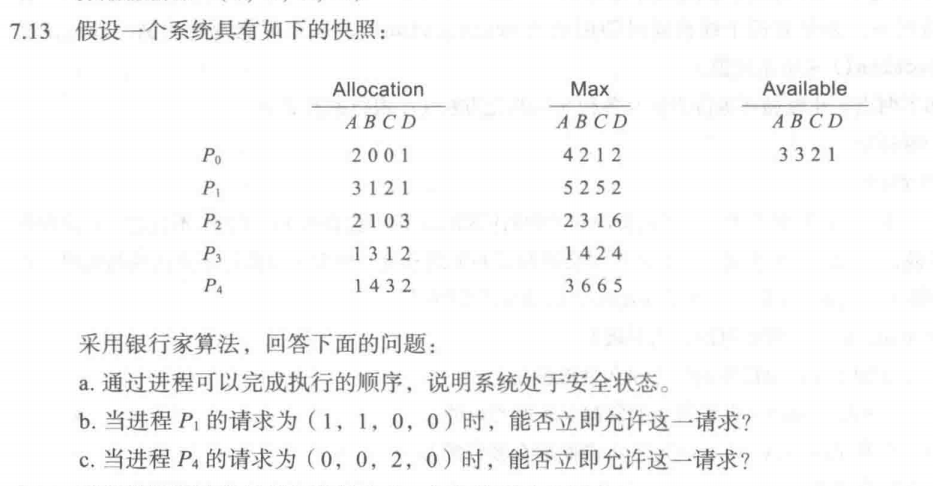 7.13 假设一个系统具有如下的快照：
Allocation Max Available
A B C D A B C D A B C D
P0 2 0 0 1 4 2 1 2 3 3 2 1
P1 3 1 2 1 5 2 5 2
P2 2 1 0 3 2 3 1 6
P3 1 3 1 2 1 4 2 4
P4 1 4 3 2 3 6 6 5
采用银行家算法，回答下面的问题：
a. 通过进程可以完成执行的顺序，说明系统处于安全状态。
b. 当进程 P1 的请求为（1，1，0，0）时，能否立即允许这一请求？
c. 当进程 P4 的请求为（0，0，2，0）时，能否立即允许这一请求？